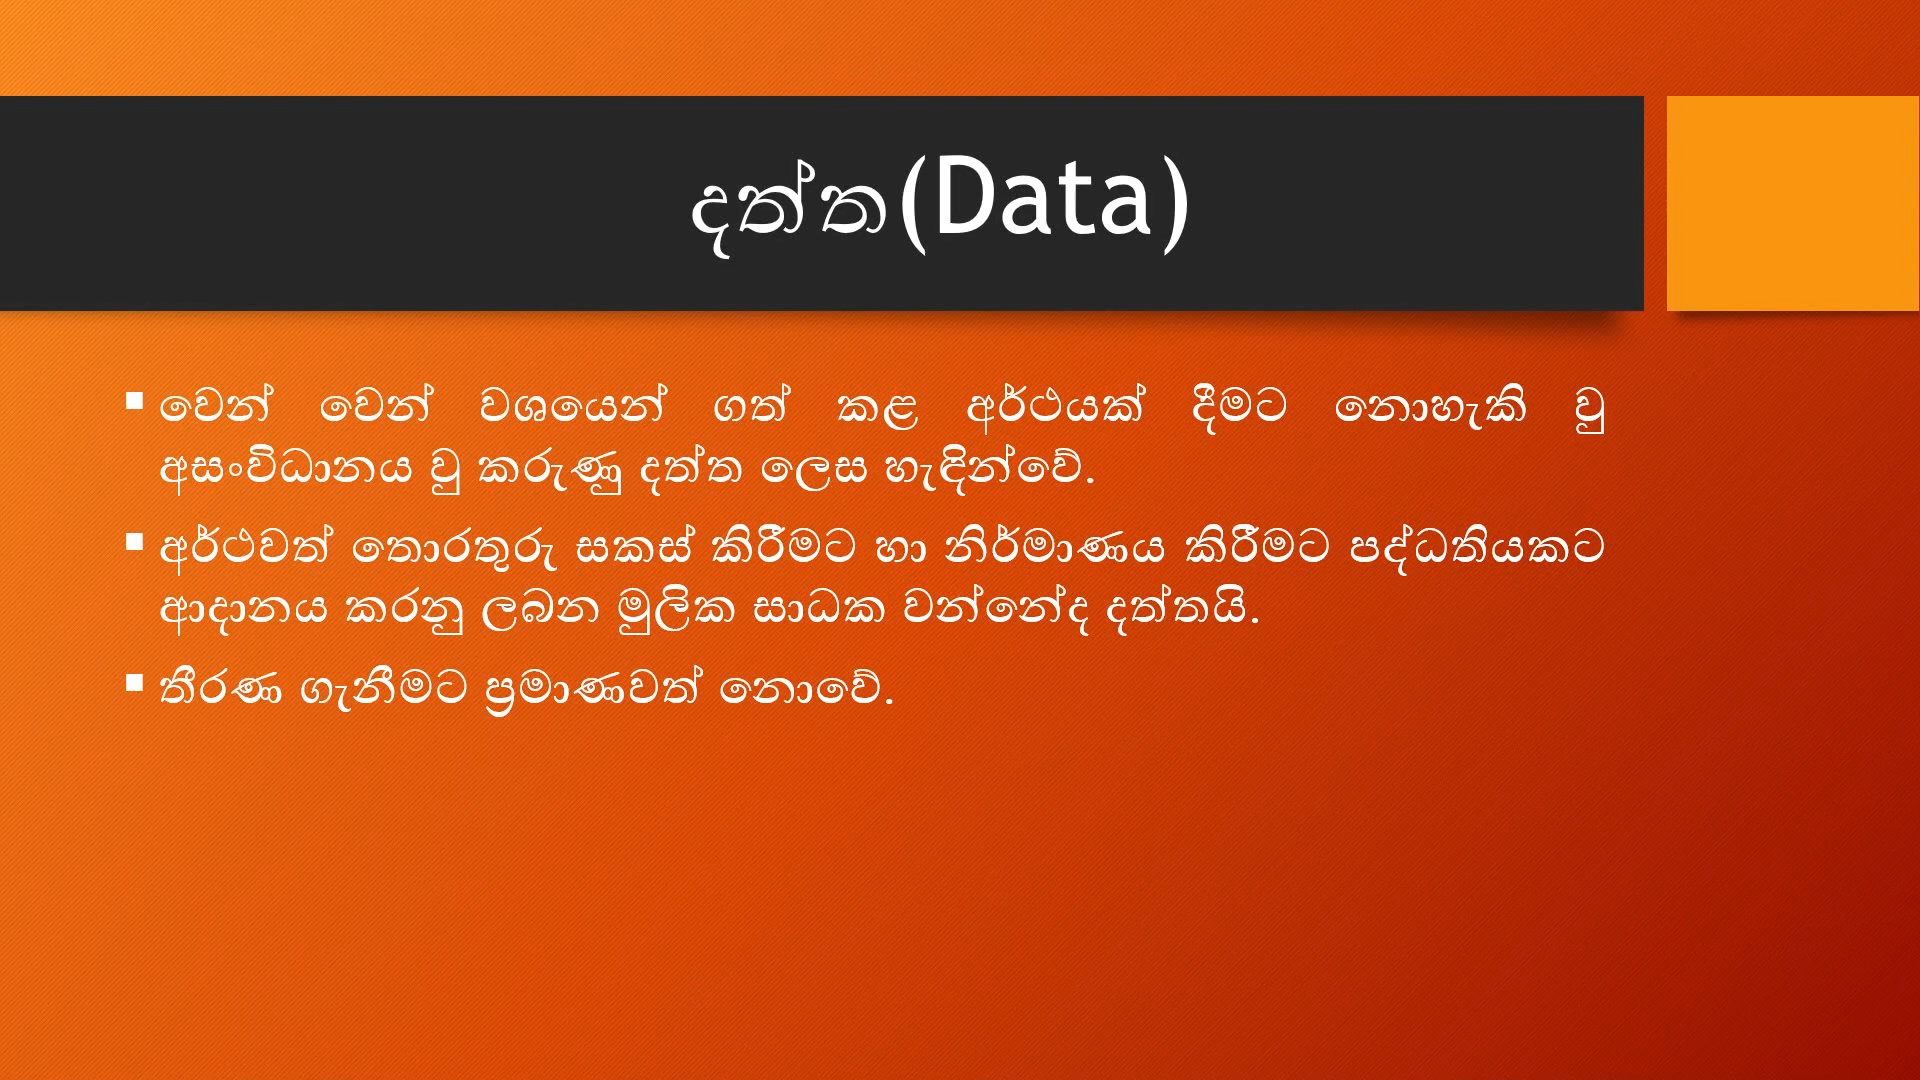 දත්ත(Data)
▪ වෙන් වෙන් වශයෙන් ගත් කළ අර්ථයක් දීමට නොහැකි වු
අසංවිධානය වු කරුණු දත්ත ලෙස හැඳින්වේ.
▪ අර්ථවත් තොරතුරු සකස් කිරීමට හා නිර්මාණය කිරීමට පද්ධතියකට
ආදානය කරනු ලබන මුලික සාධක වන්නේද දත්තයි.
▪ තීරණ ගැනීමට ප්‍රමාණවත් නොවේ.